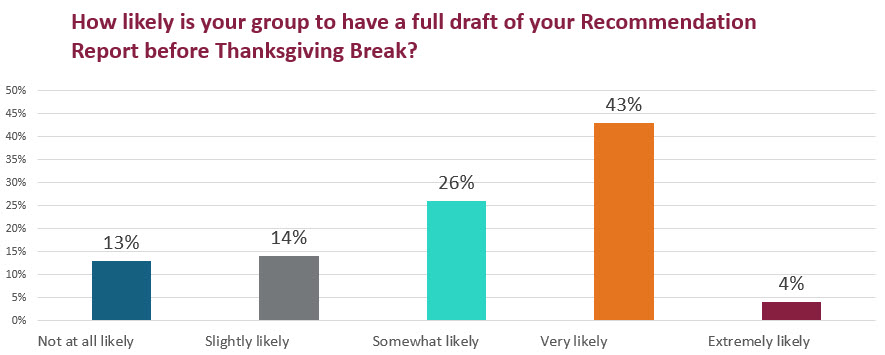 How likely is your group to have a full draft of your Recommendation
Report before Thanksgiving Break?
50%
45%
40%
35%
30%
25%
20%
15%
10%
5%
0%
13%
14%
26%
43%
4%
Not at all likely
Slightly likely
Somewhat likely
Very likely
Extremely likely